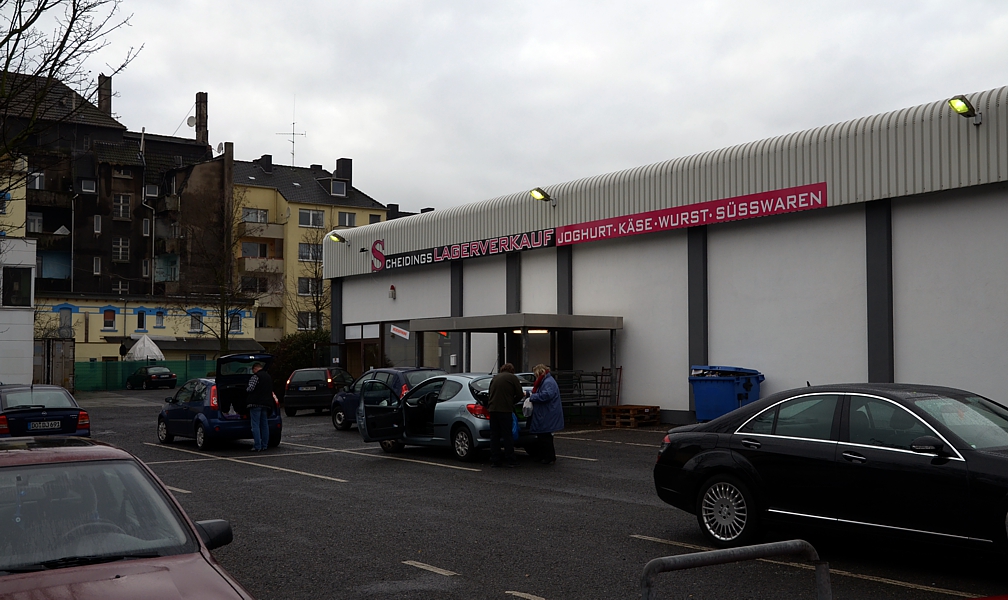 SCHEIDINGS LAGERVERKAUF JOGHURT · KÄSE · WURST · SÜSSWAREN